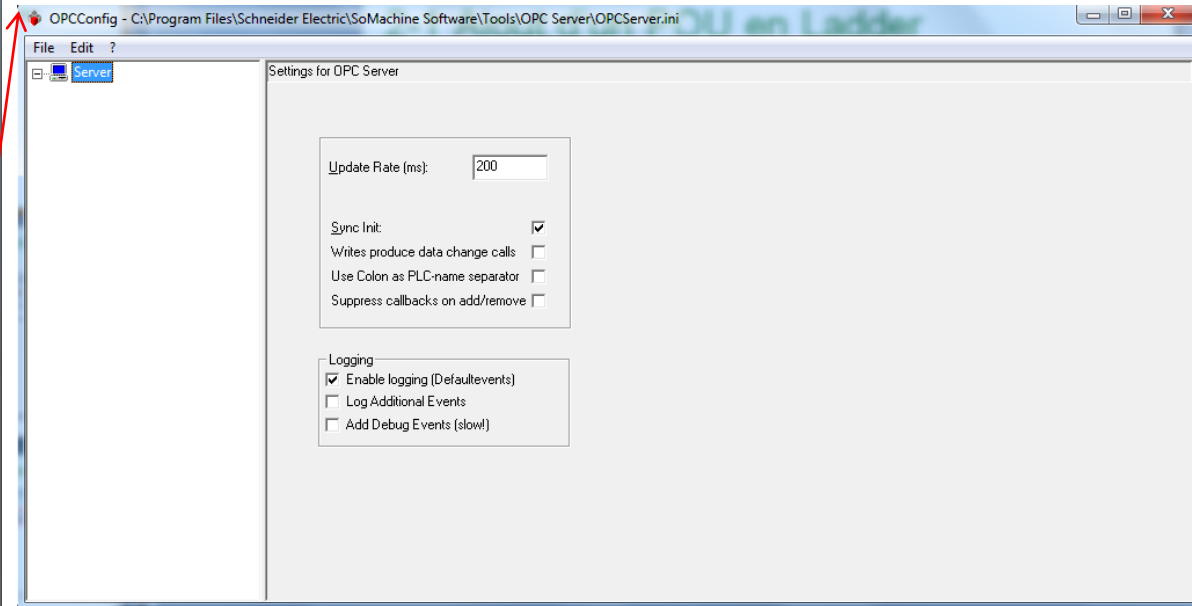 OPCConfig - C:\Program Files\Schneider Electric\SoMachine Software\Tools\OPC Server\OPCServer.ini
File Edit ?
Server
Settings for OPC Server
Update Rate (ms): 200
Sync Init:
Writes produce data change calls
Use Colon as PLC-name separator
Suppress callbacks on add/remove
Logging
Enable logging (Defaultevents)
Log Additional Events
Add Debug Events (slow!)